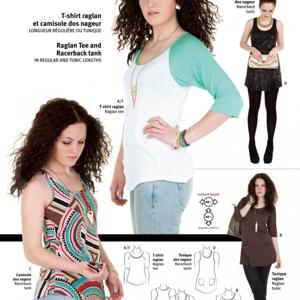 T-shirt raglan
et camisole dos nageur
LONGUEUR RÉGULIÈRE OU TUNIQUE
Raglan Tee and
Racerback tank
IN REGULAR AND TUNIC LENGTHS
A/F
T-shirt raglan
Raglan tee
Tunique
dos nageur
Racerback
tunic
D
B
Tunique
raglan
Raglan
tunic
C
Camisole
dos nageur
Racerback
tank
A/F
T-shirt
raglan
Raglan
tee
Tunique
dos nageur
Racerback
tunic
D